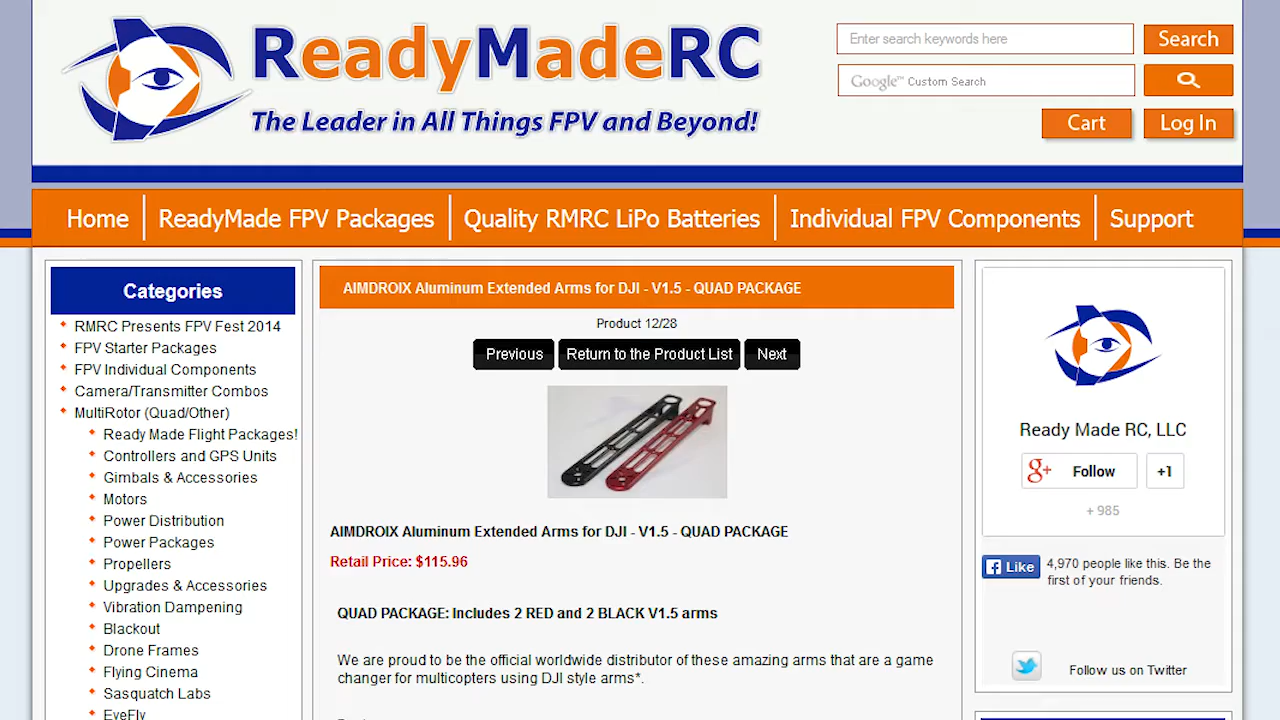 ReadyMadeRC
The Leader in All Things FPV and Beyond!
Enter search keywords here
Search
Google™ Custom Search
Cart
Log In
Home
ReadyMade FPV Packages
Quality RMRC LiPo Batteries
Individual FPV Components
Support
Categories
RMRC Presents FPV Fest 2014
FPV Starter Packages
FPV Individual Components
Camera/Transmitter Combos
MultiRotor (Quad/Other)
Ready Made Flight Packages!
Controllers and GPS Units
Gimbals & Accessories
Motors
Power Distribution
Power Packages
Propellers
Upgrades & Accessories
Vibration Dampening
Blackout
Drone Frames
Flying Cinema
Sasquatch Labs
EyeFly
AIMDROIX Aluminum Extended Arms for DJI - V1.5 - QUAD PACKAGE
Product 12/28
Previous
Return to the Product List
Next
AIMDROIX Aluminum Extended Arms for DJI - V1.5 - QUAD PACKAGE
Retail Price: $115.96
QUAD PACKAGE: Includes 2 RED and 2 BLACK V1.5 arms
We are proud to be the official worldwide distributor of these amazing arms that are a game
changer for multicopters using DJI style arms*.
Ready Made RC, LLC
g+ Follow
+1
+ 985
f Like
4,970 people like this. Be the
first of your friends.
Follow us on Twitter